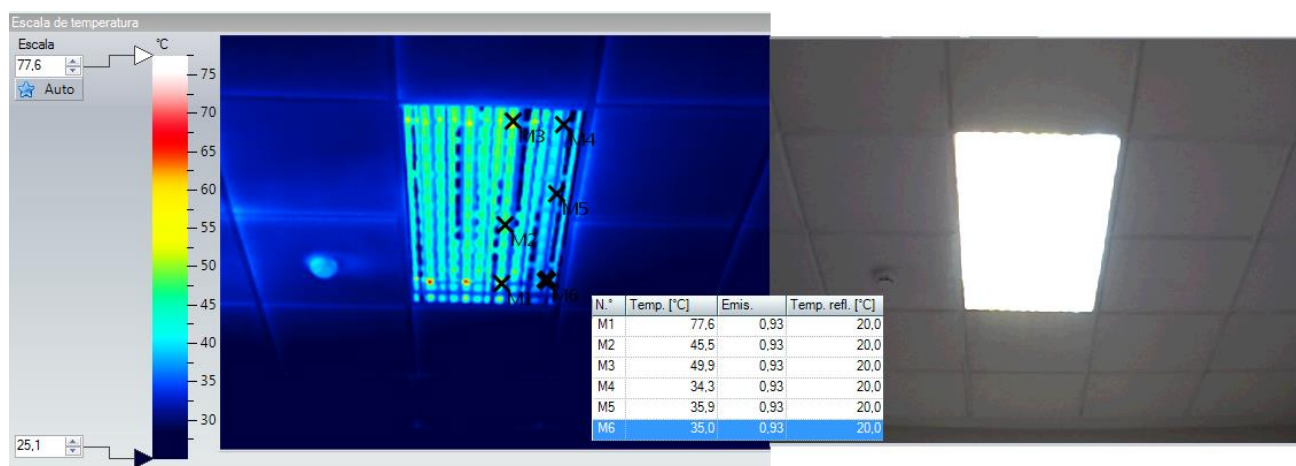 Escala de temperatura
Escala
°C
77,6
Auto
75
70
65
60
55
50
45
40
35
30
25,1
M3
M4
M5
M2
M1
M6
N.° Temp. [°C] Emis. Temp. refl. [°C]
M1 77,6 0,93 20,0
M2 45,5 0,93 20,0
M3 49,9 0,93 20,0
M4 34,3 0,93 20,0
M5 35,9 0,93 20,0
M6 35,0 0,93 20,0